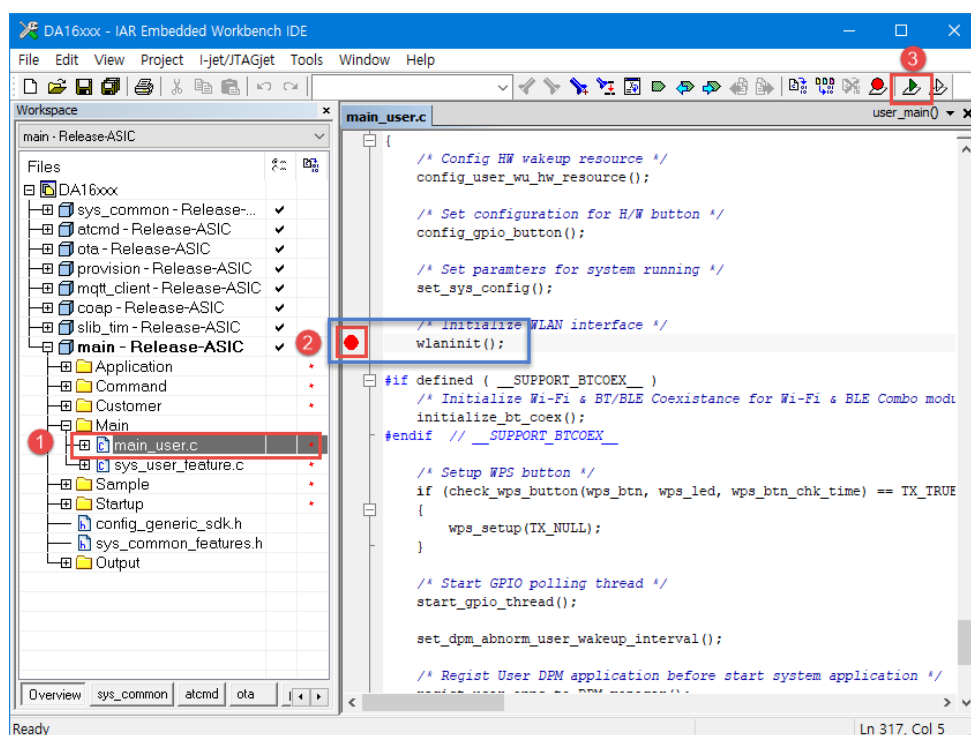 DA16xxx - IAR Embedded Workbench IDE
File Edit View Project I-jet/JTAGjet Tools Window Help
3
Workspace
main - Release-ASIC
Files
DA16xxx
sys_common - Release-...
atcmd - Release-ASIC
ota - Release-ASIC
provision - Release-ASIC
mqtt_client - Release-ASIC
coap - Release-ASIC
slib_tim - Release-ASIC
main - Release-ASIC
Application
Command
Customer
Main
1
main_user.c
sys_user_feature.c
Sample
Startup
config_generic_sdk.h
sys_common_features.h
Output
Overview sys_common atcmd ota
main_user.c
user_main()
{
/* Config HW wakeup resource */
config_user_wu_hw_resource();
/* Set configuration for H/W button */
config_gpio_button();
/* Set paramters for system running */
set_sys_config();
/* Initialize WLAN interface */
2
wlaninit();
#if defined ( __SUPPORT_BTCOEX__ )
/* Initialize Wi-Fi & BT/BLE Coexistance for Wi-Fi & BLE Combo modu
initialize_bt_coex();
#endif // __SUPPORT_BTCOEX__
/* Setup WPS button */
if (check_wps_button(wps_btn, wps_led, wps_btn_chk_time) == TX_TRUE
{
wps_setup(TX_NULL);
}
/* Start GPIO polling thread */
start_gpio_thread();
set_dpm_abnorm_user_wakeup_interval();
/* Regist User DPM application before start system application */
Ready
Ln 317, Col 5